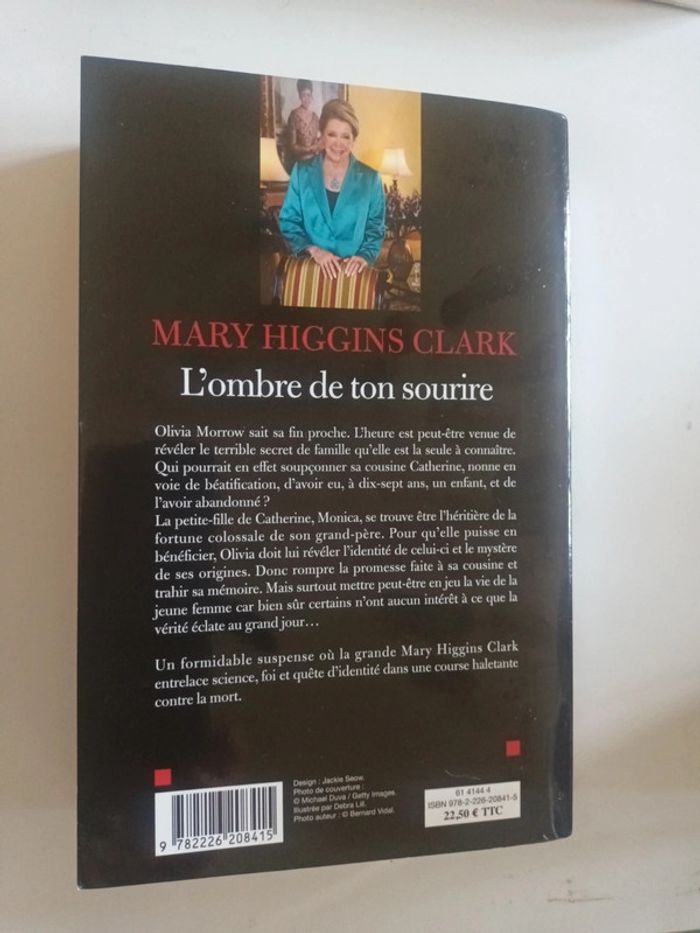 MARY HIGGINS CLARK
L'ombre de ton sourire
Olivia Morrow sait sa fin proche. L'heure est peut-être venue de
révéler le terrible secret de famille qu'elle est la seule à connaître.
Qui pourrait en effet soupçonner sa cousine Catherine, nonne en
voie de béatification, d'avoir eu, à dix-sept ans, un enfant, et de
l'avoir abandonné ?
La petite-fille de Catherine, Monica, se trouve être l'héritière de la
fortune colossale de son grand-père. Pour qu'elle puisse en
bénéficier, Olivia doit lui révéler l'identité de celui-ci et le mystère
de ses origines. Donc rompre la promesse faite à sa cousine et
trahir sa mémoire. Mais surtout mettre peut-être en jeu la vie de la
jeune femme car bien sûr certains n'ont aucun intérêt à ce que la
vérité éclate au grand jour…
Un formidable suspense où la grande Mary Higgins Clark
entrelace science, foi et quête d'identité dans une course haletante
contre la mort.
Design : Jackie Seow.
Photo de couverture :
© Michael Duva / Getty Images.
Illustrée par Debra Lill.
Photo auteur : © Bernard Vidal.
9 782226 208415
61 4144 4
ISBN 978-2-226-20841-5
22,50 € TTC